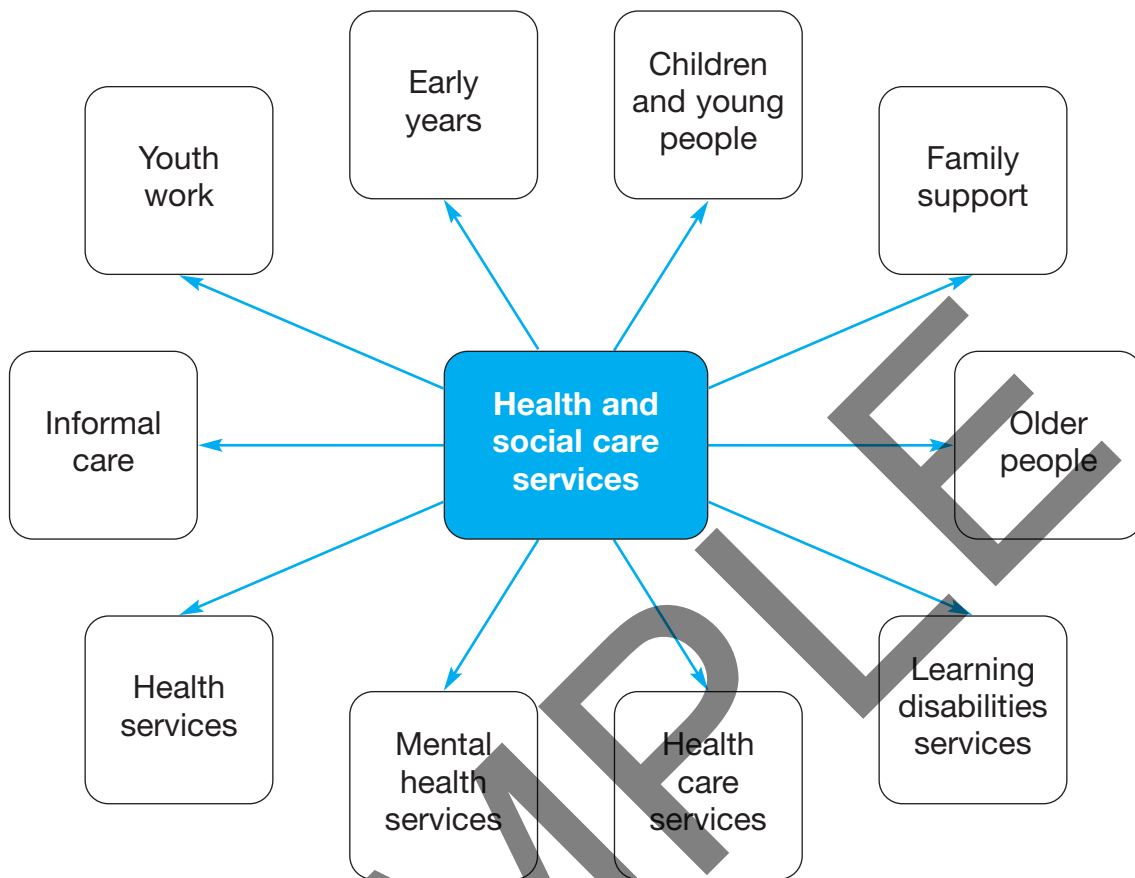 Early
years
Children
and young
people
Youth
work
Family
support
Informal
care
Health and
social care
services
Older
people
Health
services
Mental
health
services
Health
care
services
Learning
disabilities
services
MPLE